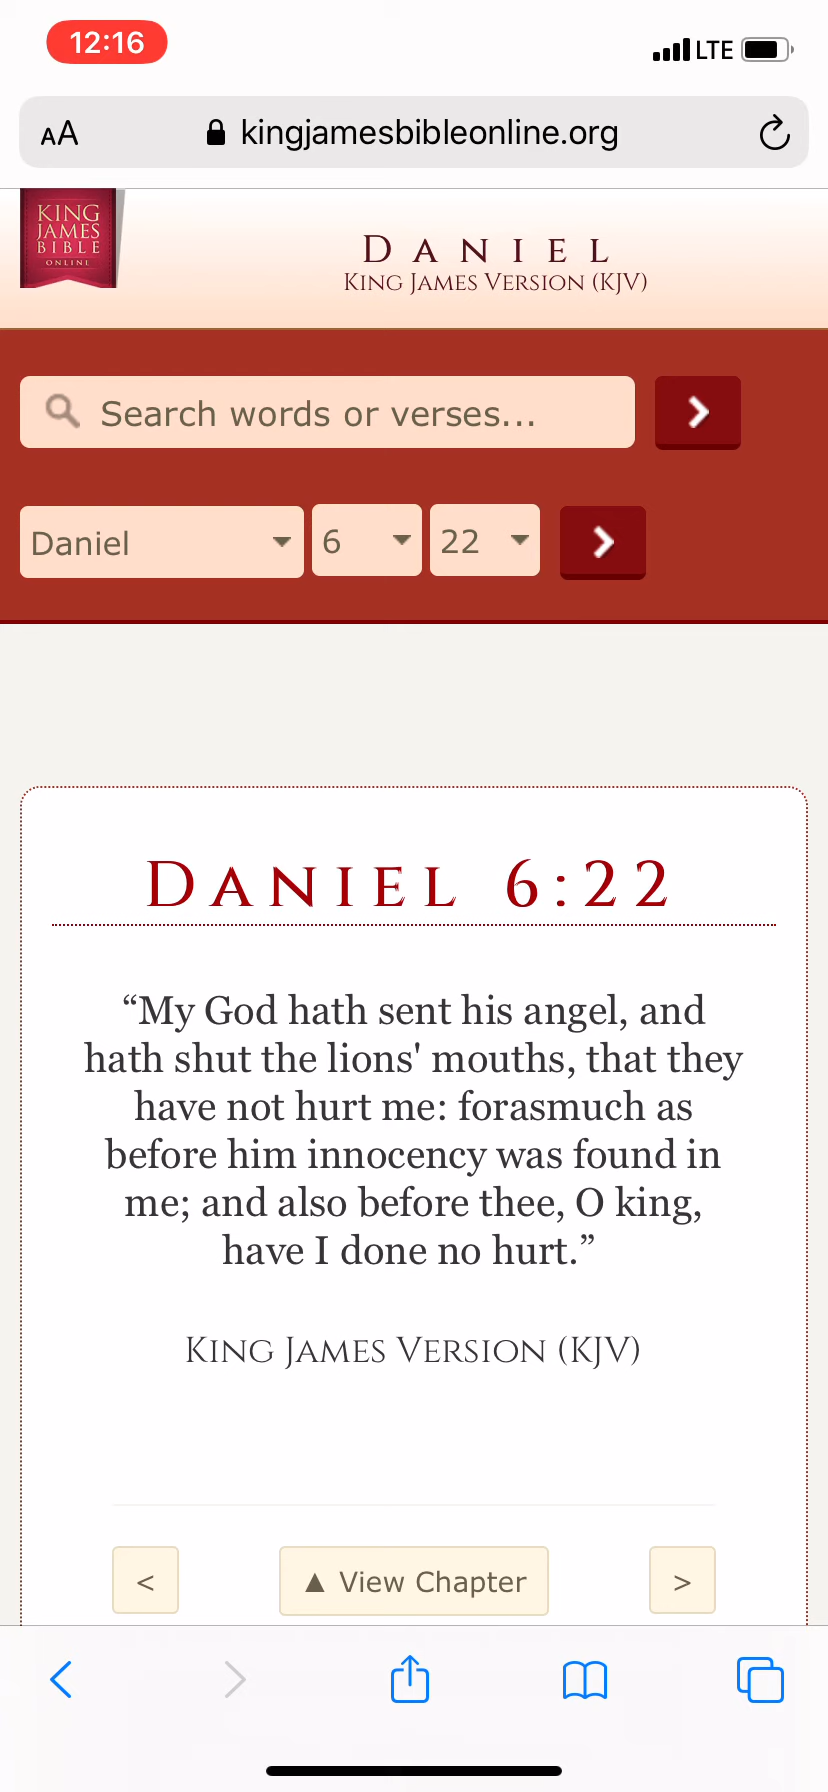 12:16
LTE
AA
kingjamesbibleonline.org
KING
JAMES
BIBLE
ONLINE
DANIEL
KING JAMES VERSION (KJV)
Search words or verses...
Daniel 6 22
DANIEL 6:22
“My God hath sent his angel, and
hath shut the lions' mouths, that they
have not hurt me: forasmuch as
before him innocency was found in
me; and also before thee, O king,
have I done no hurt.”
KING JAMES VERSION (KJV)
< ▲ View Chapter >